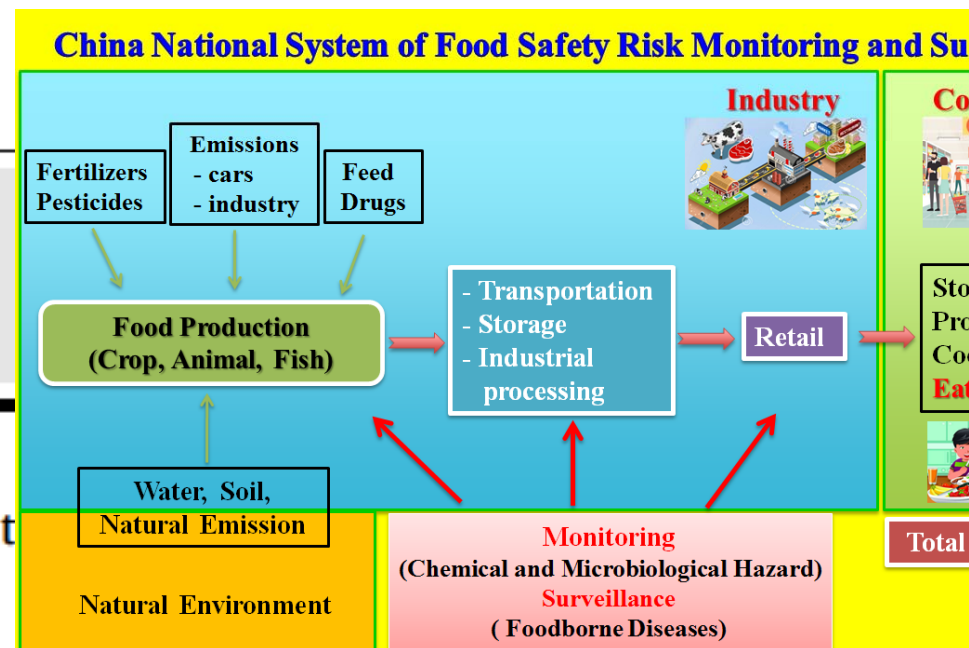 China National System of Food Safety Risk Monitoring and
Industry
Emissions
- cars
- industry
Fertilizers
Pesticides
Feed
Drugs
Food Production
(Crop, Animal, Fish)
- Transportation
- Storage
- Industrial
processing
Retail
Water, Soil,
Natural Emission
Natural Environment
Monitoring
(Chemical and Microbiological Hazard)
Surveillance
( Foodborne Diseases)
Total